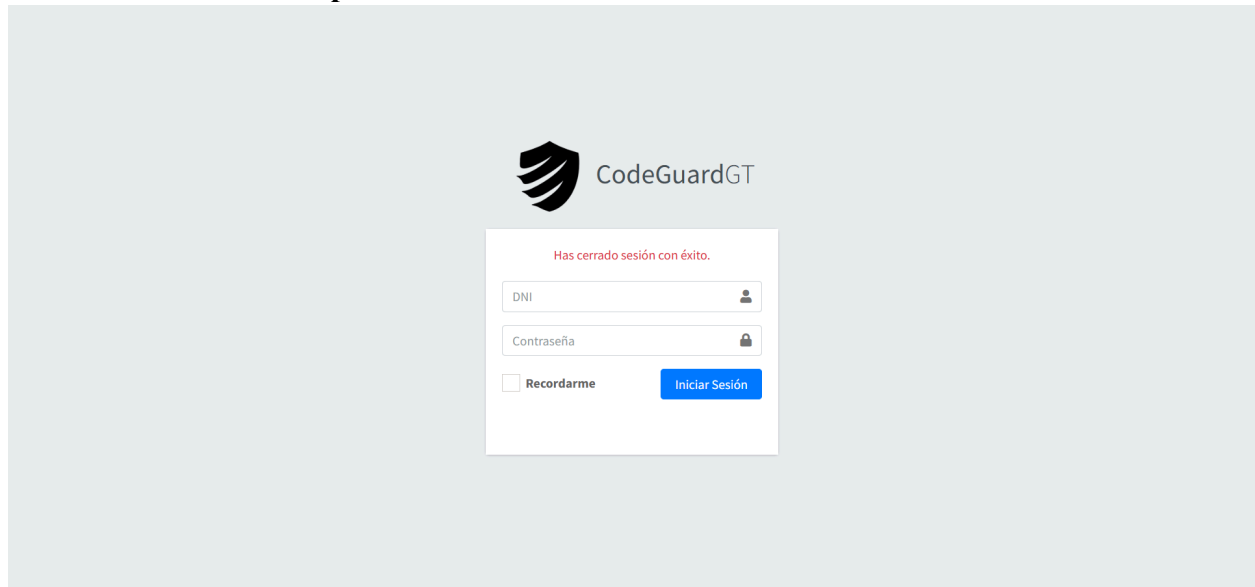 CodeGuardGT
Has cerrado sesión con éxito.
DNI
Contraseña
Recordarme
Iniciar Sesión